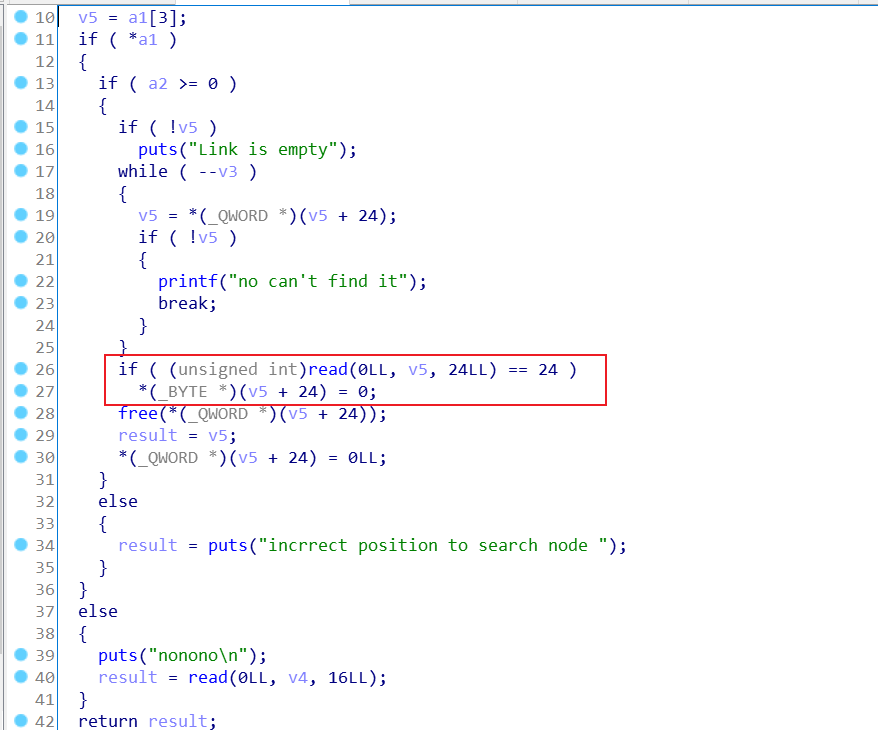 10 v5 = a1[3];
11 if ( *a1 )
12 {
13 if ( a2 >= 0 )
14 {
15 if ( !v5 )
16 puts("Link is empty");
17 while ( --v3 )
18 {
19 v5 = *(_QWORD *)(v5 + 24);
20 if ( !v5 )
21 {
22 printf("no can't find it");
23 break;
24 }
25 }
26 if ( (unsigned int)read(0LL, v5, 24LL) == 24 )
27 *(_BYTE *)(v5 + 24) = 0;
28 free(*(_QWORD *)(v5 + 24));
29 result = v5;
30 *(_QWORD *)(v5 + 24) = 0LL;
31 }
32 else
33 {
34 result = puts("incrrect position to search node ");
35 }
36 }
37 else
38 {
39 puts("nonono\n");
40 result = read(0LL, v4, 16LL);
41 }
42 return result;